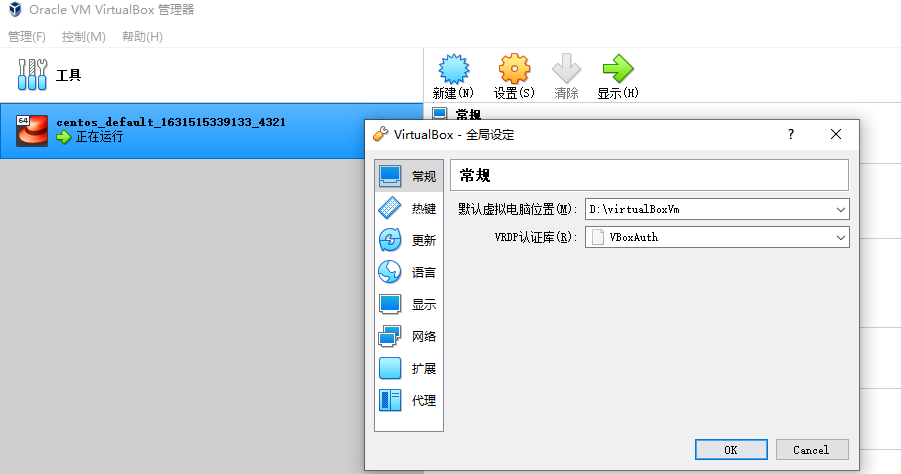 Oracle VM VirtualBox 管理器
管理(F) 控制(M) 帮助(H)
工具
新建(N) 设置(S) 清除 显示(H)
64
centos_default_1631515339133_4321
正在运行
常规
VirtualBox - 全局设定 ?
常规
热键
更新
语言
显示
网络
扩展
代理
常规
默认虚拟电脑位置(M): D:\virtualBoxVm
VRDP认证库(R): VBoxAuth
OK Cancel